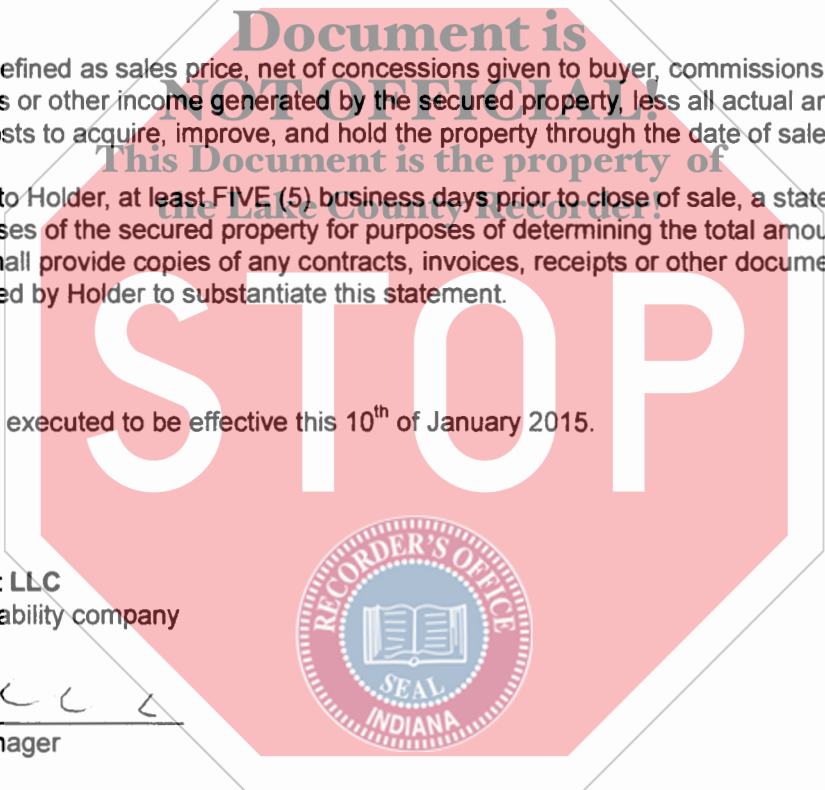 Document is
efined as sales price, net of concessions given to buyer, commissions
NOT OFFICIAL!
s or other income generated by the secured property, less all actual ar
sts to acquire, improve, and hold the property through the date of sale
This Document is the property of
to Holder, at least FIVE (5) business days prior to close of sale, a state
the Lake County Recorder!
ses of the secured property for purposes of determining the total amou
all provide copies of any contracts, invoices, receipts or other docume
ed by Holder to substantiate this statement.
STOP
executed to be effective this 10th of January 2015.
RECORDER'S OFFICE
LLC
ability company
SEAL
INDIANA
nager